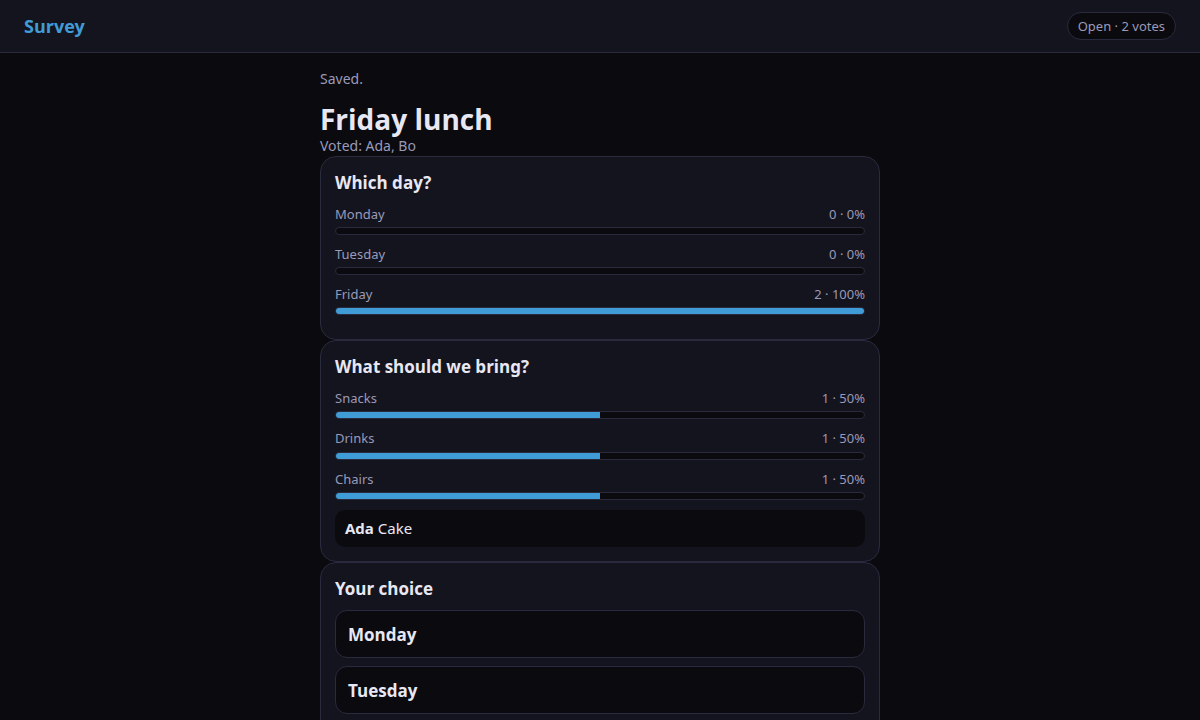 Survey
Open · 2 votes
Saved.
Friday lunch
Voted: Ada, Bo
Which day?
Monday 0 · 0%
Tuesday 0 · 0%
Friday 2 · 100%
What should we bring?
Snacks 1 · 50%
Drinks 1 · 50%
Chairs 1 · 50%
Ada Cake
Your choice
Monday
Tuesday